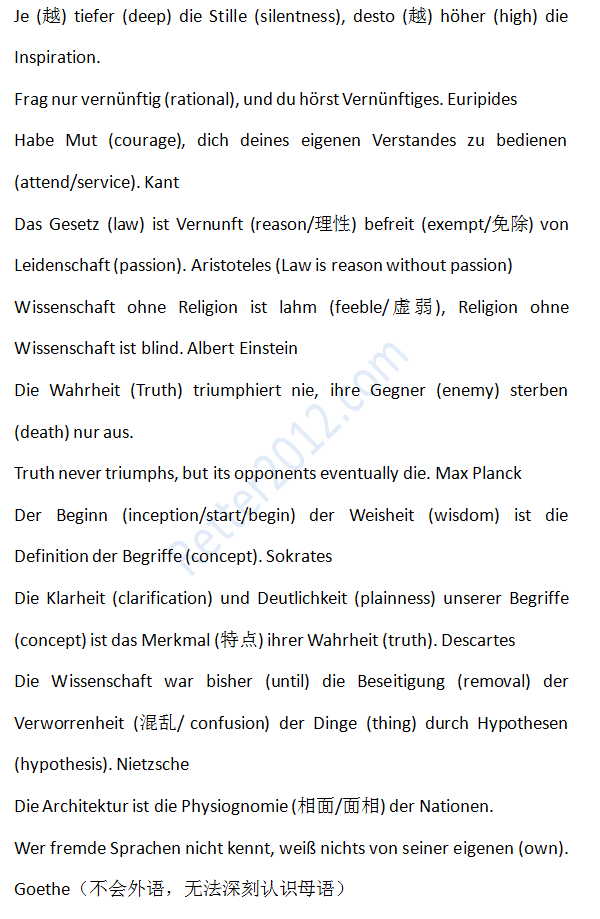 Je (越) tiefer (deep) die Stille (silentness), desto (越) höher (high) die
Inspiration.
Frag nur vernünftig (rational), und du hörst Vernünftiges. Euripides
Habe Mut (courage), dich deines eigenen Verstandes zu bedienen
(attend/service). Kant
Das Gesetz (law) ist Vernunft (reason/理性) befreit (exempt/免除) von
Leidenschaft (passion). Aristoteles (Law is reason without passion)
Wissenschaft ohne Religion ist lahm (feeble/虚弱), Religion ohne
Wissenschaft ist blind. Albert Einstein
Die Wahrheit (Truth) triumphiert nie, ihre Gegner (enemy) sterben
(death) nur aus.
Truth never triumphs, but its opponents eventually die. Max Planck
Der Beginn (inception/start/begin) der Weisheit (wisdom) ist die
Definition der Begriffe (concept). Sokrates
Die Klarheit (clarification) und Deutlichkeit (plainness) unserer Begriffe
(concept) ist das Merkmal (特点) ihrer Wahrheit (truth). Descartes
Die Wissenschaft war bisher (until) die Beseitigung (removal) der
Verworrenheit (混乱/ confusion) der Dinge (thing) durch Hypothesen
(hypothesis). Nietzsche
Die Architektur ist die Physiognomie (相面/面相) der Nationen.
Wer fremde Sprachen nicht kennt, weiß nichts von seiner eigenen (own).
Goethe（不会外语，无法深刻认识母语）
Retter2012.com